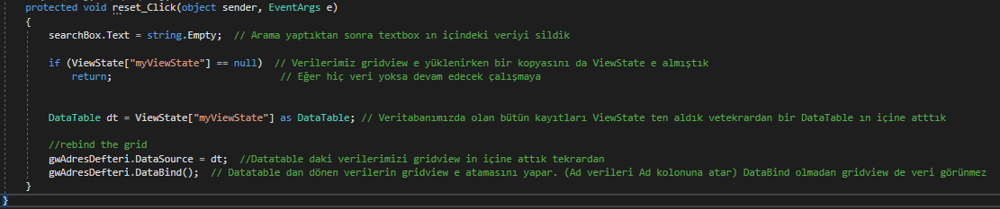 protected void reset_Click(object sender, EventArgs e)
{
searchBox.Text = string.Empty;  // Arama yaptıktan sonra textbox ın içindeki veriyi sildik
if (ViewState["myViewState"] == null)  // Verilerimiz gridview e yüklenirken bir kopyasını da ViewState e almıştık
return;  // Eğer hiç veri yoksa devam edecek çalışmaya
DataTable dt = ViewState["myViewState"] as DataTable; // Veritabanımızda olan bütün kayıtları ViewState ten aldık vetekrardan bir DataTable ın içine atttık
//rebind the grid
gwAdresDefteri.DataSource = dt;  //Datatable daki verilerimizi gridview in içine attık tekrardan
gwAdresDefteri.DataBind();  // Datatable dan dönen verilerin gridview e atamasını yapar. (Ad verileri Ad kolonuna atar) DataBind olmadan gridview de veri görünmez
}
}